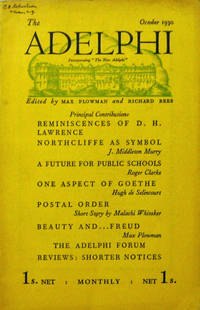 The October 1930
ADELPHI
Incorporating "The New Adelphi"
Edited by MAX PLOWMAN and RICHARD REES
Principal Contributions
REMINISCENCES OF D. H.
LAWRENCE
NORTHCLIFFE AS SYMBOL
J. Middleton Murry
A FUTURE FOR PUBLIC SCHOOLS
Roger Clarke
ONE ASPECT OF GOETHE
Hugh de Selincourt
POSTAL ORDER
Short Story by Malachi Whitaker
BEAUTY AND...FREUD
Max Plowman
THE ADELPHI FORUM
REVIEWS: SHORTER NOTICES
1s. NET : MONTHLY : NET 1s.